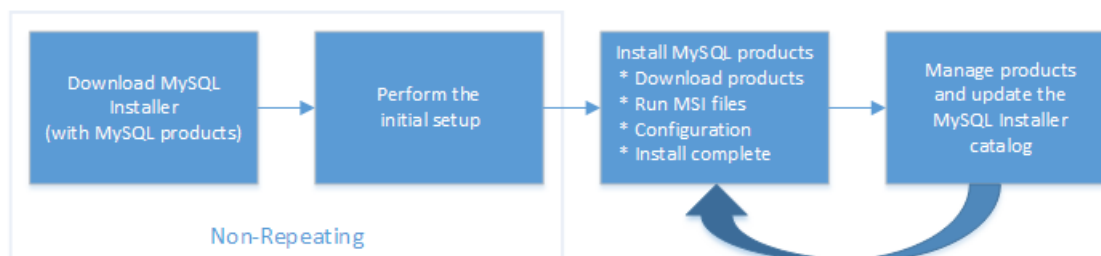 Download MySQL
Installer
(with MySQL products)
Perform the
initial setup
Install MySQL products
* Download products
* Run MSI files
* Configuration
* Install complete
Manage products
and update the
MySQL Installer
catalog
Non-Repeating